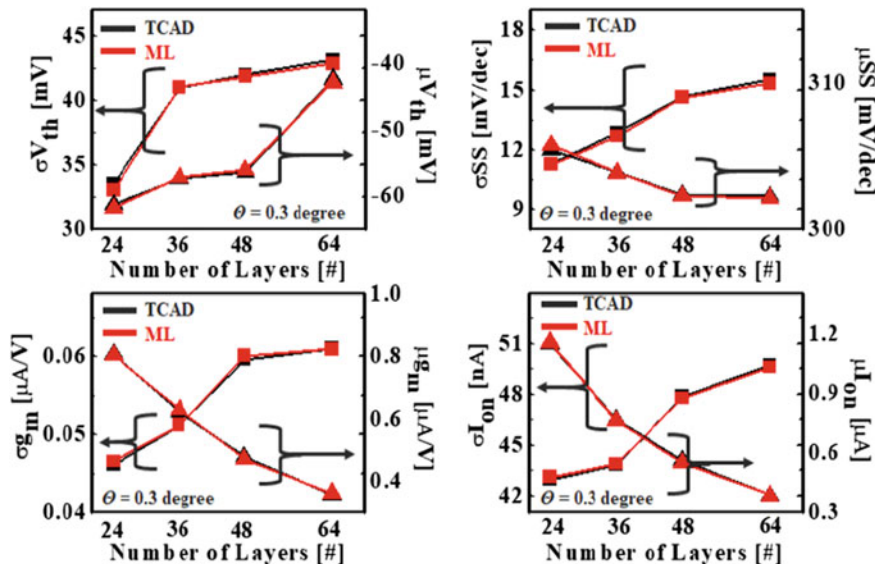 45
42
39
36
33
30
σVth [mV]
TCAD
ML
Θ = 0.3 degree
-40
-50
-60
μVth [mV]
24 36 48 64
Number of Layers [#]
18
15
12
9
σSS [mV/dec]
TCAD
ML
Θ = 0.3 degree
310
300
μSS [mV/dec]
24 36 48 64
Number of Layers [#]
0.06
0.05
0.04
σgm [μA/V]
TCAD
ML
Θ = 0.3 degree
1.0
0.8
0.6
0.4
μgm [μA/V]
24 36 48 64
Number of Layers [#]
51
48
45
42
σIon [nA]
TCAD
ML
Θ = 0.3 degree
1.2
0.9
0.6
0.3
μIon [μA]
24 36 48 64
Number of Layers [#]